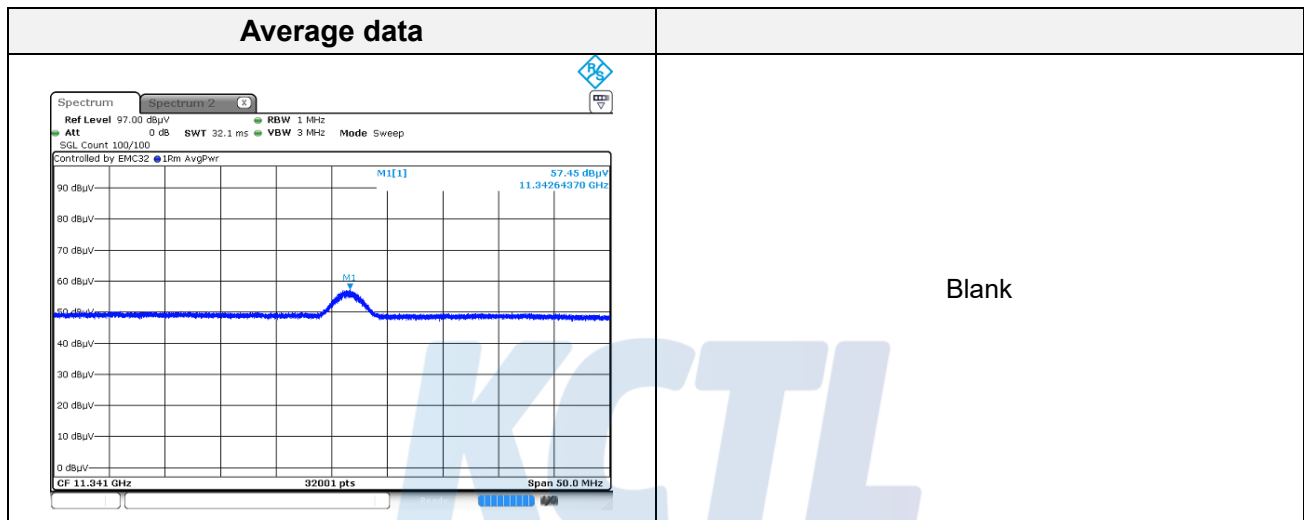 Average data
R&S
Spectrum
Spectrum 2
X
Ref Level 97.00 dBµV
RBW 1 MHz
Att 0 dB SWT 32.1 ms VBW 3 MHz Mode Sweep
SGL Count 100/100
Controlled by EMC32 1Rm AvgPwr
M1[1] 57.45 dBµV
11.34264370 GHz
90 dBµV
80 dBµV
70 dBµV
60 dBµV
M1
50 dBµV
40 dBµV
30 dBµV
20 dBµV
10 dBµV
0 dBµV
CF 11.341 GHz 32001 pts Span 50.0 MHz
Blank
KCTL